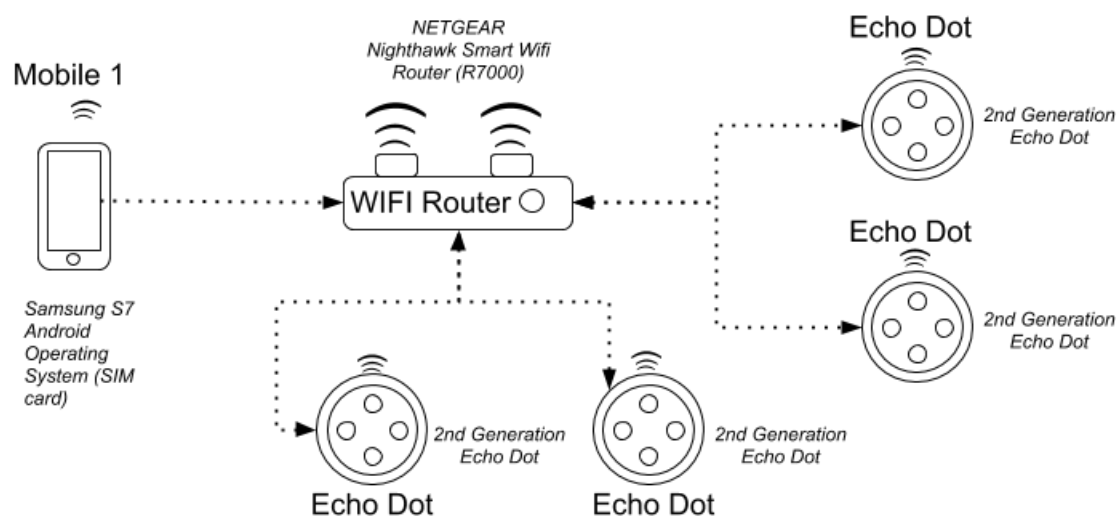 NETGEAR
Nighthawk Smart Wifi
Router (R7000)
Mobile 1
Echo Dot
2nd Generation
Echo Dot
WIFI Router
Echo Dot
2nd Generation
Echo Dot
Samsung S7
Android
Operating
System (SIM
card)
2nd Generation
Echo Dot
Echo Dot
2nd Generation
Echo Dot
Echo Dot